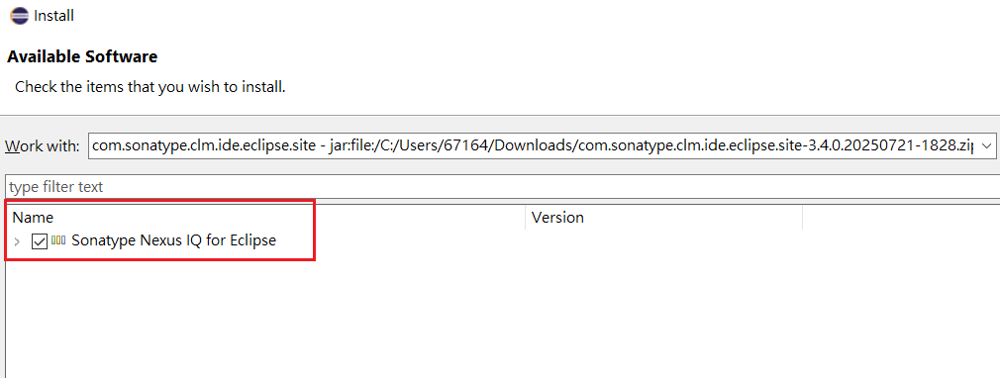 Install
Available Software
Check the items that you wish to install.
Work with: com.sonatype.clm.ide.eclipse.site - jar:file:/C:/Users/67164/Downloads/com.sonatype.clm.ide.eclipse.site-3.4.0.20250721-1828.zip
type filter text
Name Version
Sonatype Nexus IQ for Eclipse